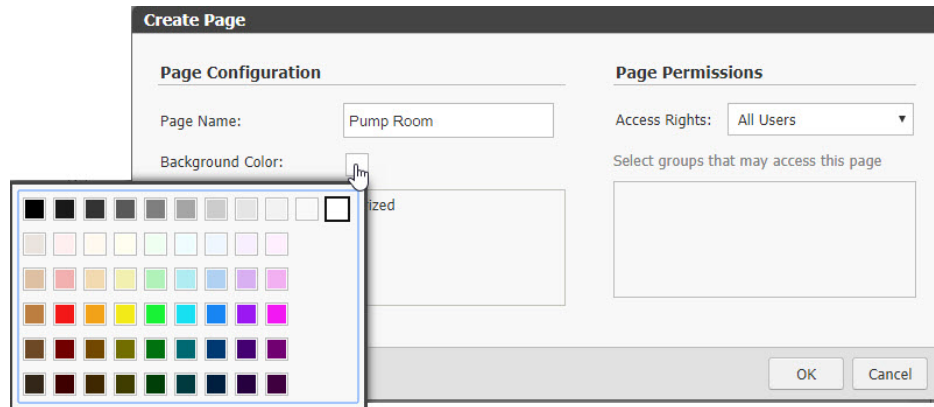 Create Page
Page Configuration
Page Name:
Pump Room
Background Color:
rized
Page Permissions
Access Rights:
All Users
Select groups that may access this page
OK
Cancel